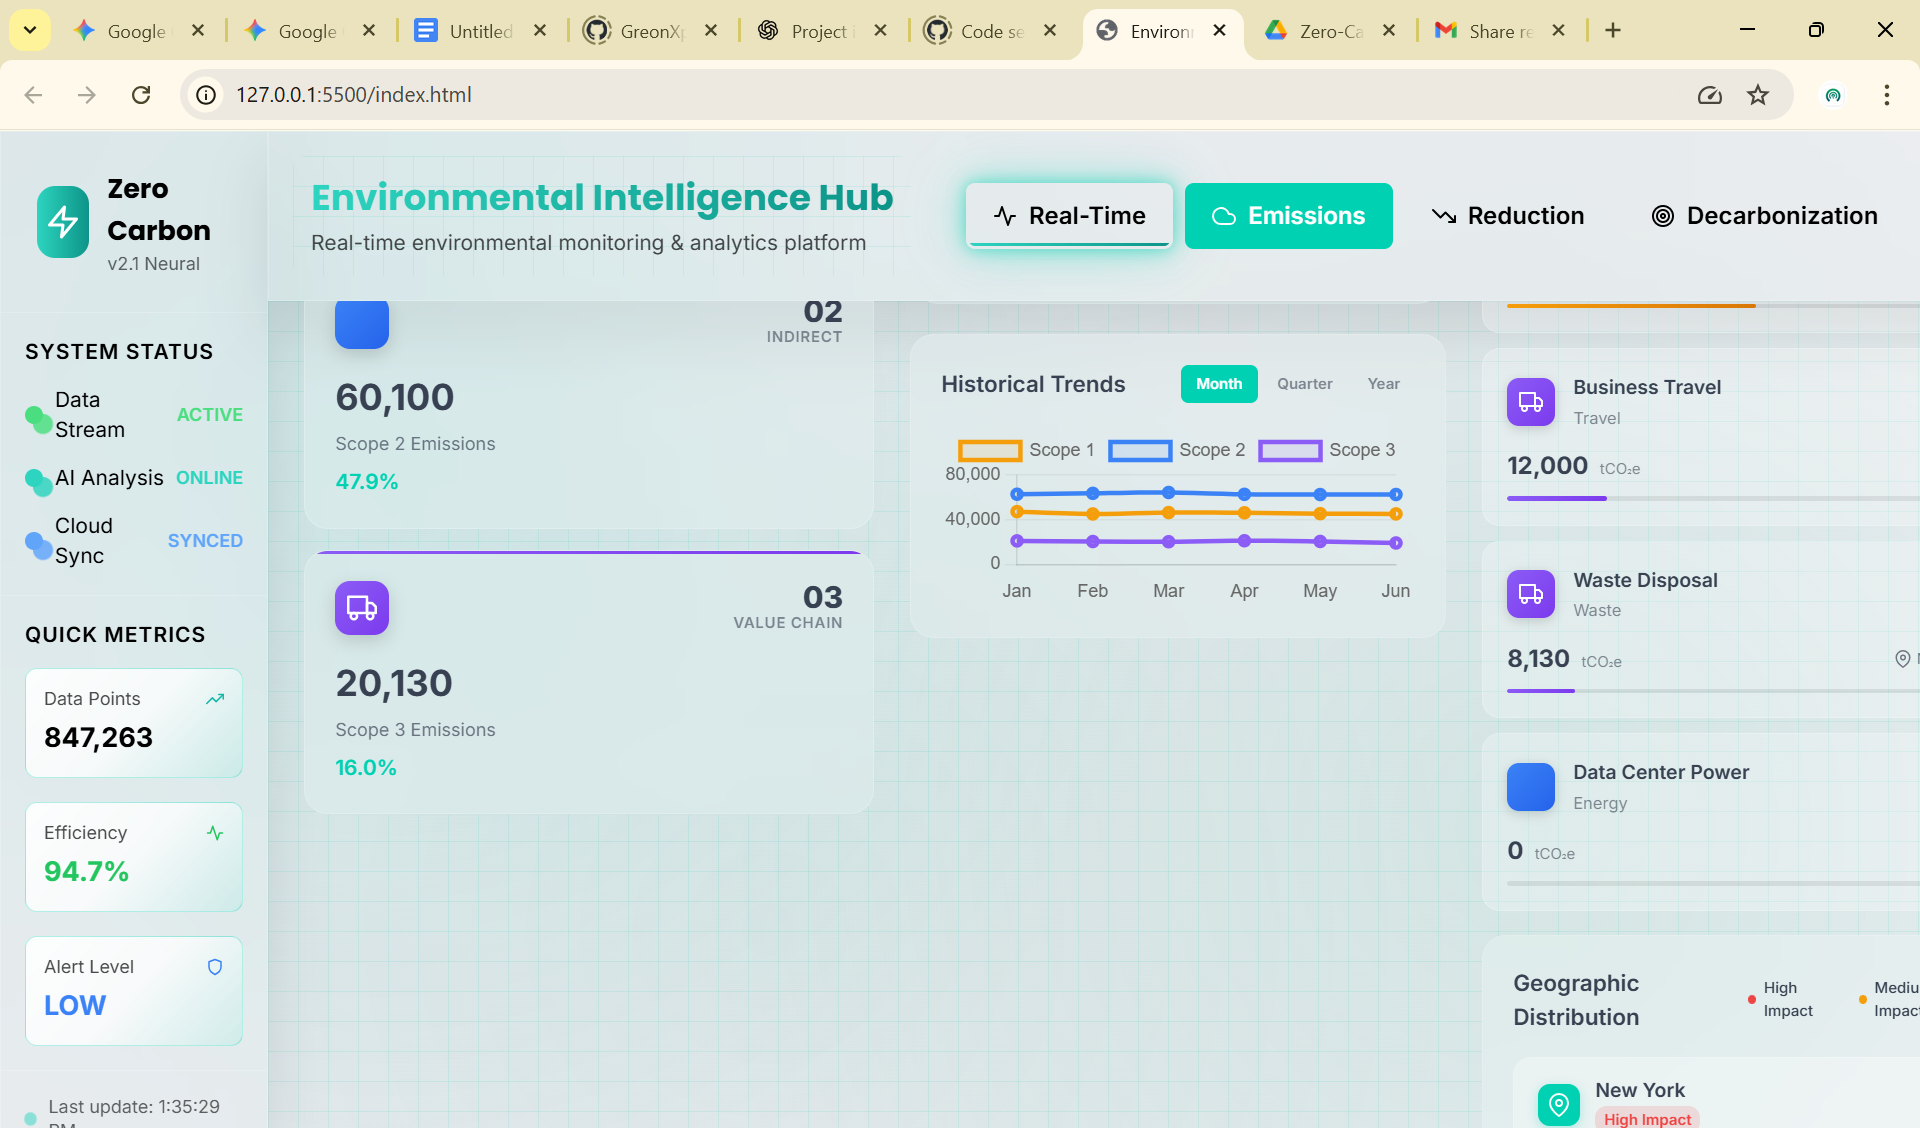 Google
Google
Untitled
GreonX
Project
Code se
Environ
Zero-Ca
Share re
127.0.0.1:5500/index.html
Zero
Carbon
v2.1 Neural
SYSTEM STATUS
Data
Stream
ACTIVE
AI Analysis
ONLINE
Cloud
Sync
SYNCED
QUICK METRICS
Data Points
847,263
Efficiency
94.7%
Alert Level
LOW
Last update: 1:35:29
PM
Environmental Intelligence Hub
Real-time environmental monitoring & analytics platform
Real-Time
Emissions
Reduction
Decarbonization
02
INDIRECT
60,100
Scope 2 Emissions
47.9%
03
VALUE CHAIN
20,130
Scope 3 Emissions
16.0%
Historical Trends
Month
Quarter
Year
Scope 1
Scope 2
Scope 3
80,000
40,000
0
Jan
Feb
Mar
Apr
May
Jun
Business Travel
Travel
12,000 tCO₂e
Waste Disposal
Waste
8,130 tCO₂e
Data Center Power
Energy
0 tCO₂e
Geographic
Distribution
High
Impact
Mediu
Impact
New York
High Impact